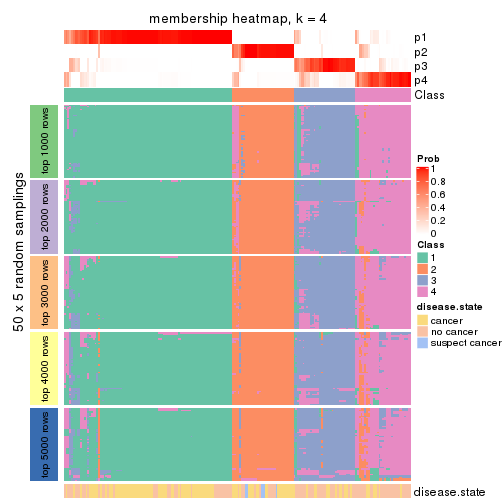 membership heatmap, k = 4
p1
p2
p3
p4
Class
50 x 5 random samplings
top 1000 rows
top 2000 rows
top 3000 rows
top 4000 rows
top 5000 rows
Prob
1
0.8
0.6
0.4
0.2
0
Class
1
2
3
4
disease.state
cancer
no cancer
suspect cancer
disease.state